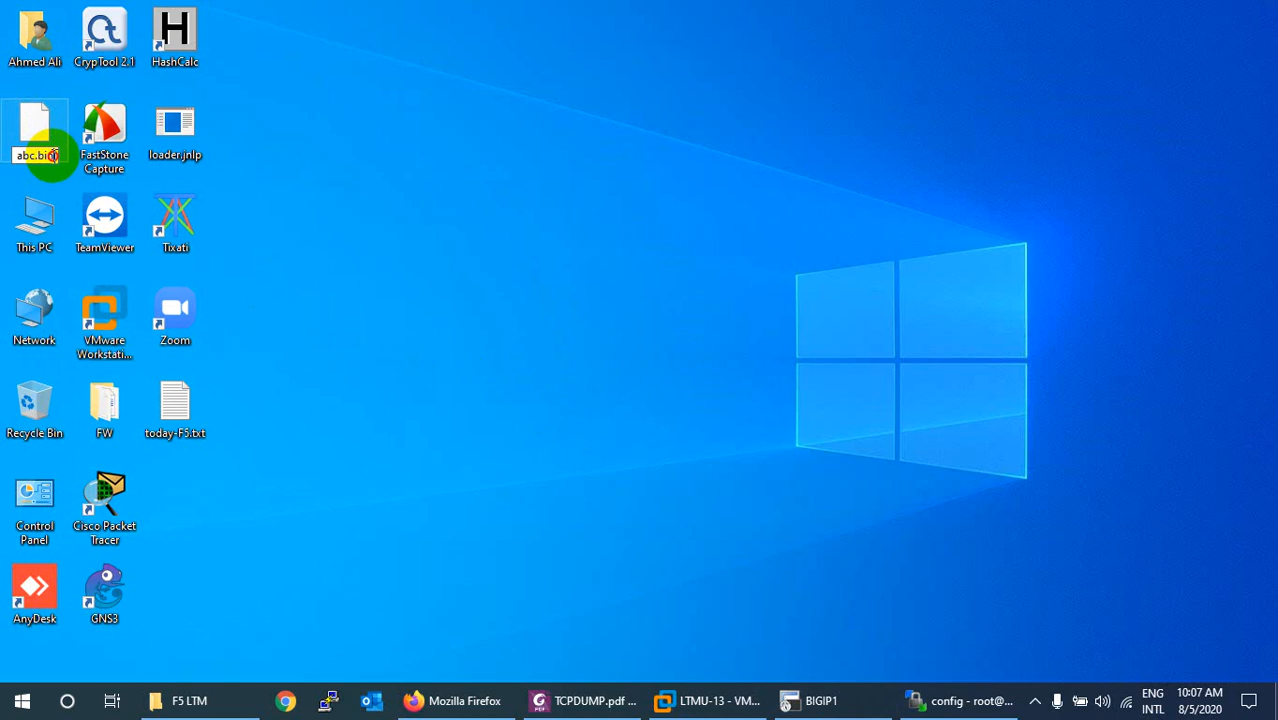 Ahmed Ali
CrypTool 2.1
HashCalc
FastStone
Capture
loader.jnlp
This PC
TeamViewer
Tixati
Network
VMware
Workstati...
Zoom
Recycle Bin
FW
today-F5.txt
Control
Panel
Cisco Packet
Tracer
AnyDesk
GNS3
F5 LTM
Mozilla Firefox
TCPDUMP.pdf ...
LTMU-13 - VM...
BIGIP1
config - root@...
ENG
INTL
10:07 AM
8/5/2020